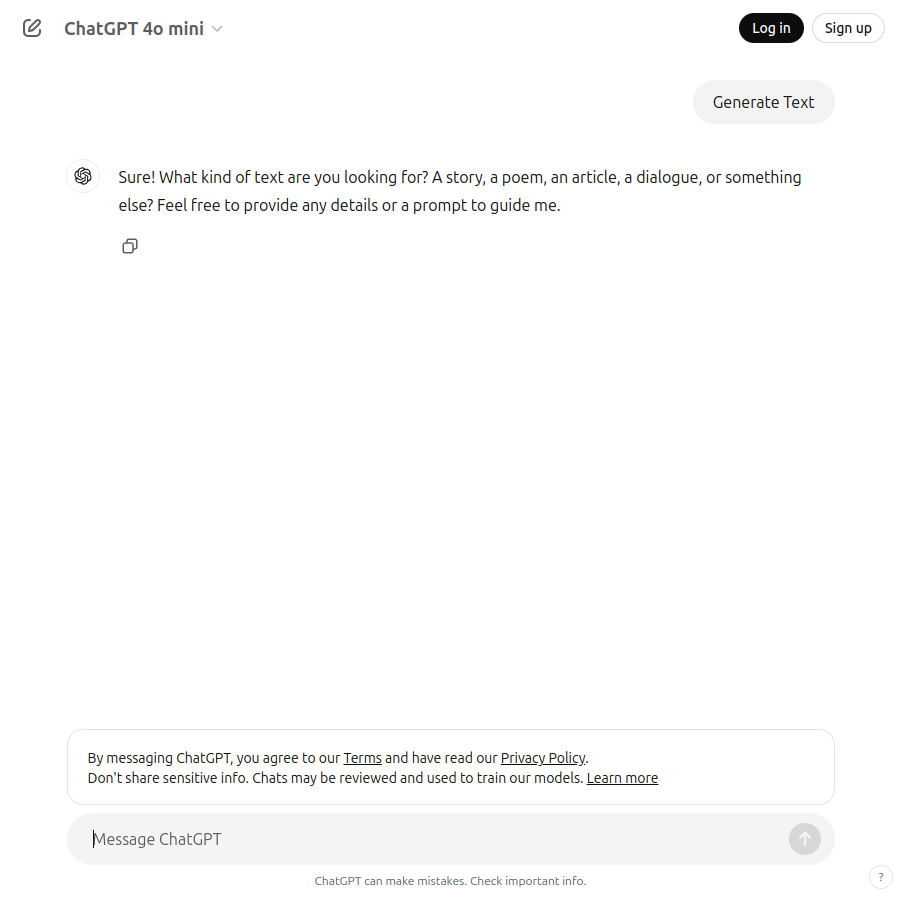 ChatGPT 4o mini
Log in
Sign up
Generate Text
Sure! What kind of text are you looking for? A story, a poem, an article, a dialogue, or something
else? Feel free to provide any details or a prompt to guide me.
By messaging ChatGPT, you agree to our Terms and have read our Privacy Policy.
Don't share sensitive info. Chats may be reviewed and used to train our models. Learn more
Message ChatGPT
ChatGPT can make mistakes. Check important info.
?